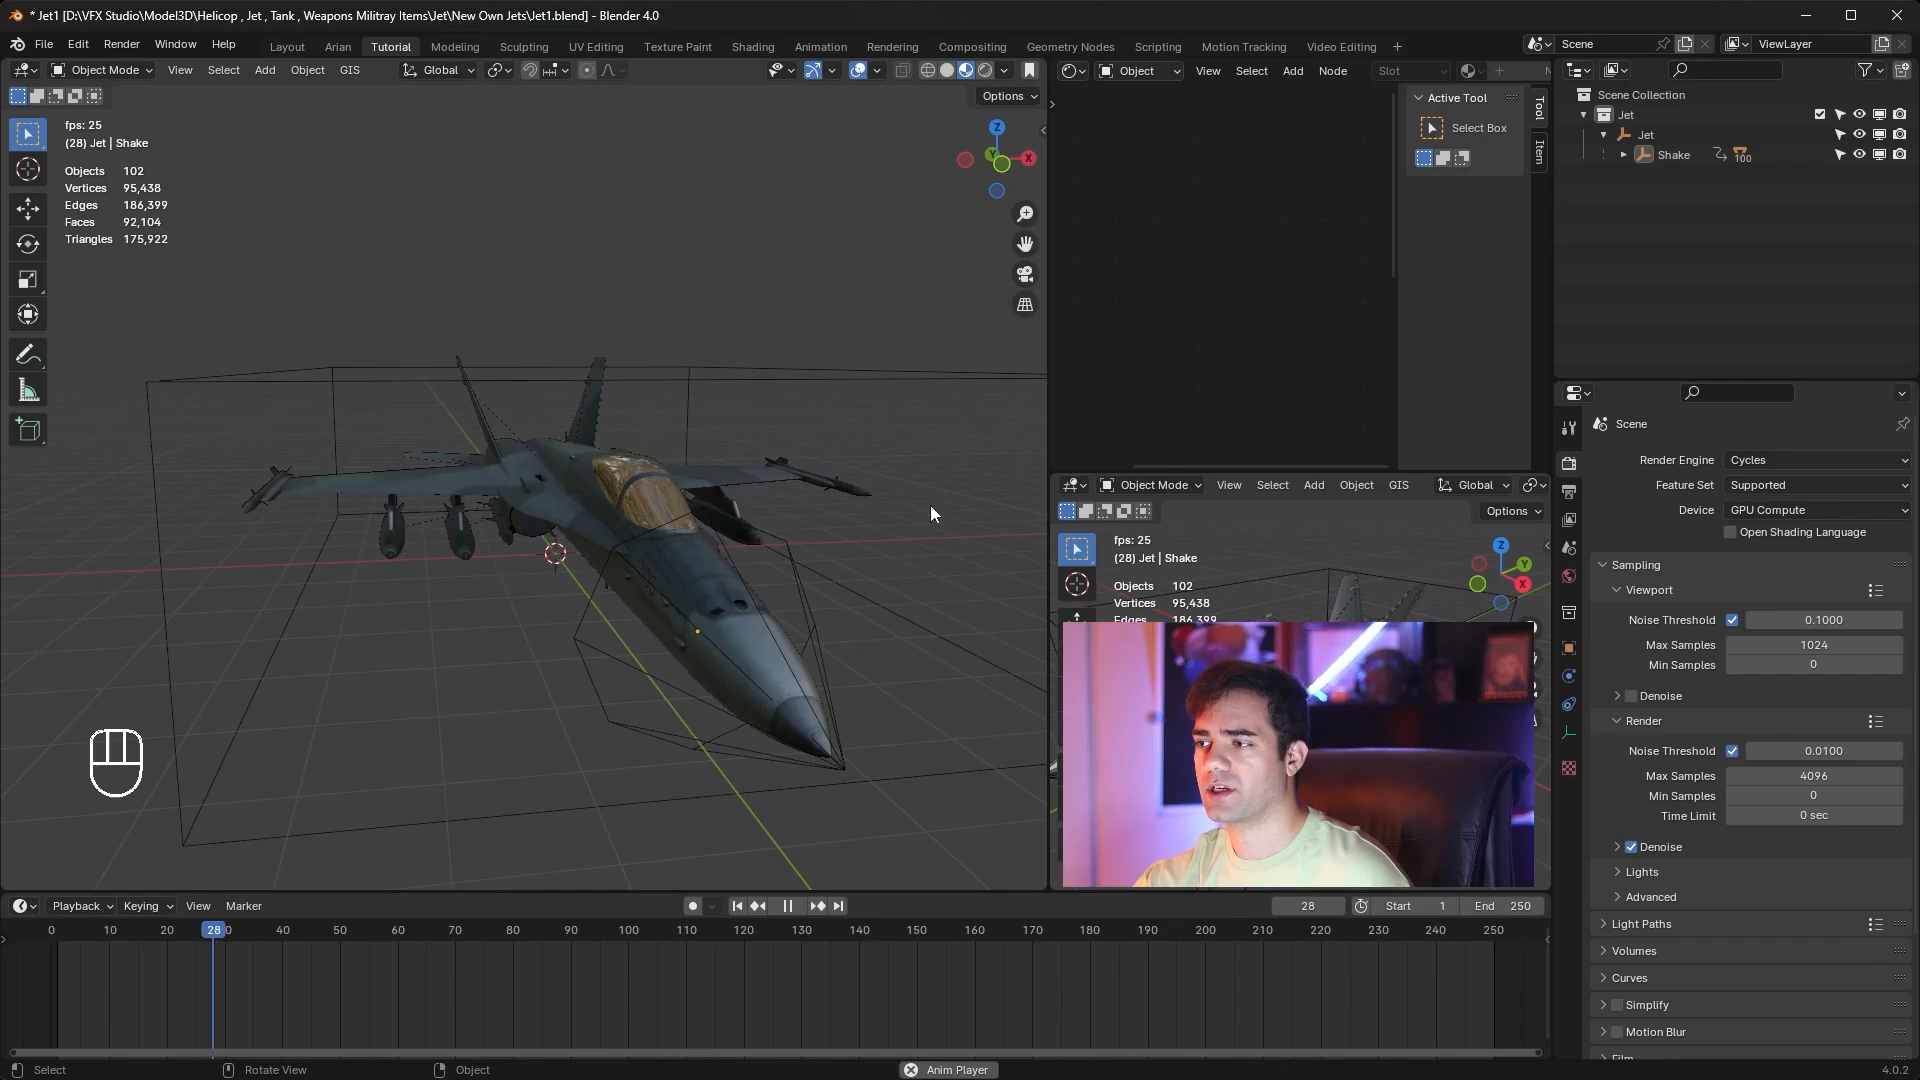 * Jet1 [D:\VFX Studio\Model3D\Helicop , Jet , Tank , Weapons Militray Items\Jet\New Own Jets\Jet1.blend] - Blender 4.0
File Edit Render Window Help
Layout Arian Tutorial Modeling Sculpting UV Editing Texture Paint Shading Animation Rendering Compositing Geometry Nodes Scripting Motion Tracking Video Editing +
Scene ViewLayer
Object Mode View Select Add Object GIS Global
Options
fps: 25
(28) Jet | Shake
Objects 102
Vertices 95,438
Edges 186,399
Faces 92,104
Triangles 175,922
Z
Y
X
Object View Select Add Node Slot
Active Tool
Select Box
Tool
Item
Object Mode View Select Add Object GIS Global
Options
fps: 25
(28) Jet | Shake
Objects 102
Vertices 95,438
Edges 186,399
Z
Y
X
Scene Collection
Jet
Jet
Shake 100
Scene
Render Engine Cycles
Feature Set Supported
Device GPU Compute
Open Shading Language
Sampling
Viewport
Noise Threshold 0.1000
Max Samples 1024
Min Samples 0
Denoise
Render
Noise Threshold 0.0100
Max Samples 4096
Min Samples 0
Time Limit 0 sec
Denoise
Lights
Advanced
Light Paths
Volumes
Curves
Simplify
Motion Blur
Film
Playback Keying View Marker
28 Start 1 End 250
0 10 20 28 40 50 60 70 80 90 100 110 120 130 140 150 160 170 180 190 200 210 220 230 240 250
Select Rotate View Object Anim Player 4.0.2